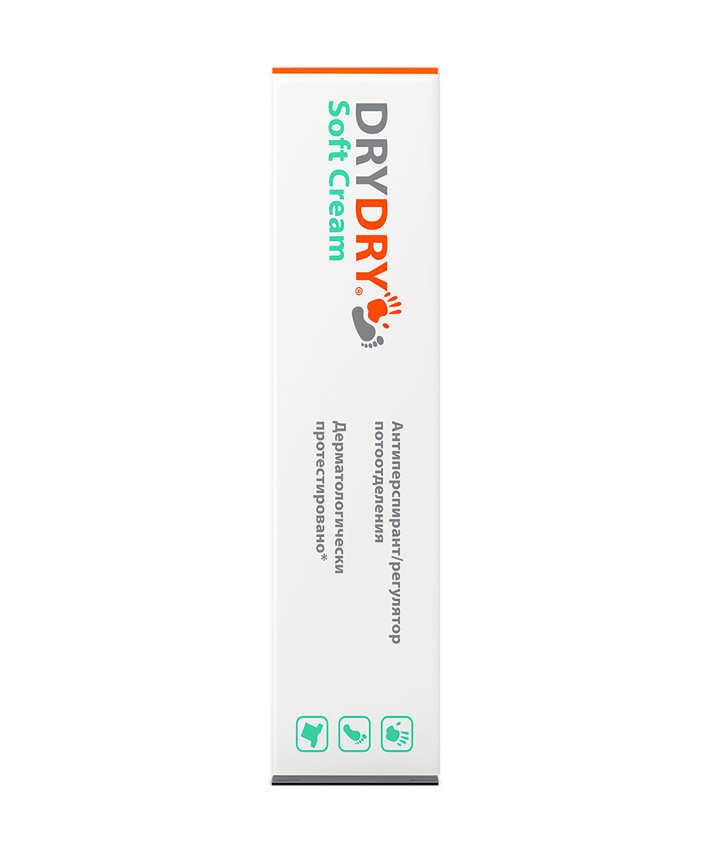 DRYDRY®
Soft Cream
Антиперспирант/регулятор
потоотделения
Дерматологически
протестировано*